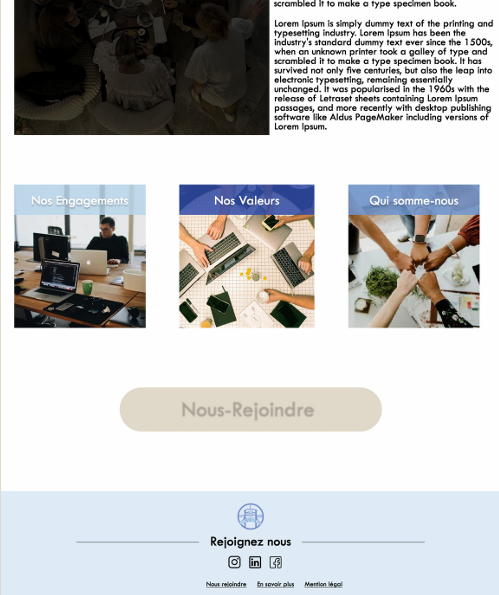 scrambled it to make a type specimen book.
Lorem Ipsum is simply dummy text of the printing and
typesetting industry. Lorem Ipsum has been the
industry's standard dummy text ever since the 1500s,
when an unknown printer took a galley of type and
scrambled it to make a type specimen book. It has
survived not only five centuries, but also the leap into
electronic typesetting, remaining essentially
unchanged. It was popularised in the 1960s with the
release of Letraset sheets containing Lorem Ipsum
passages, and more recently with desktop publishing
software like Aldus PageMaker including versions of
Lorem Ipsum.
Nos Engagements
Nos Valeurs
Qui somme-nous
Nous-Rejoindre
Rejoignez nous
Nous rejoindre
En savoir plus
Mention légal